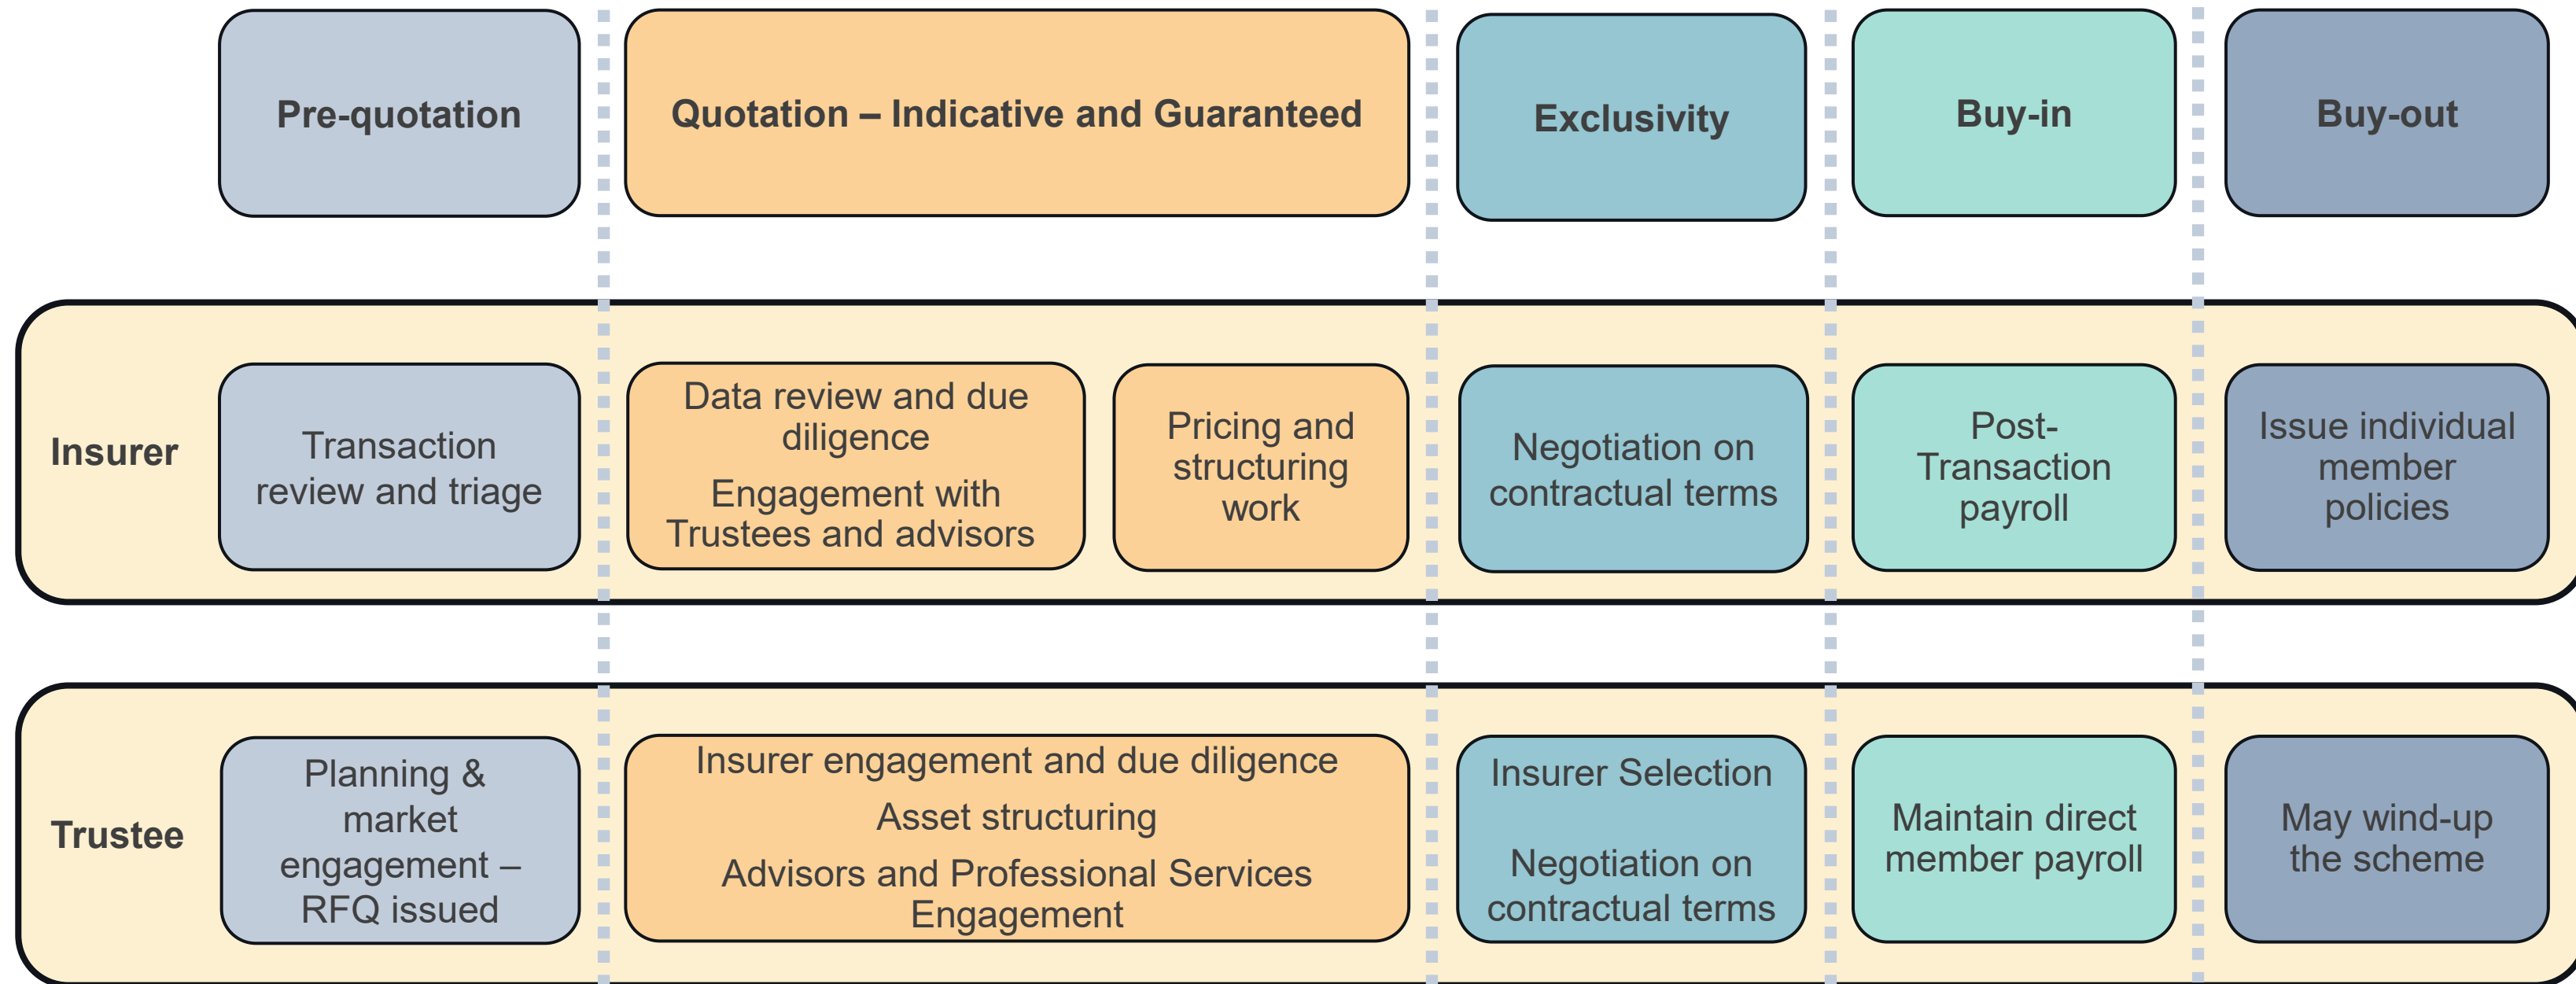 Pre-quotation
Quotation – Indicative and Guaranteed
Exclusivity
Buy-in
Buy-out
Insurer
Transaction
review and triage
Data review and due
diligence
Engagement with
Trustees and advisors
Pricing and
structuring
work
Negotiation on
contractual terms
Post-
Transaction
payroll
Issue individual
member
policies
Trustee
Planning &
market
engagement –
RFQ issued
Insurer engagement and due diligence
Asset structuring
Advisors and Professional Services
Engagement
Insurer Selection
Negotiation on
contractual terms
Maintain direct
member payroll
May wind-up
the scheme